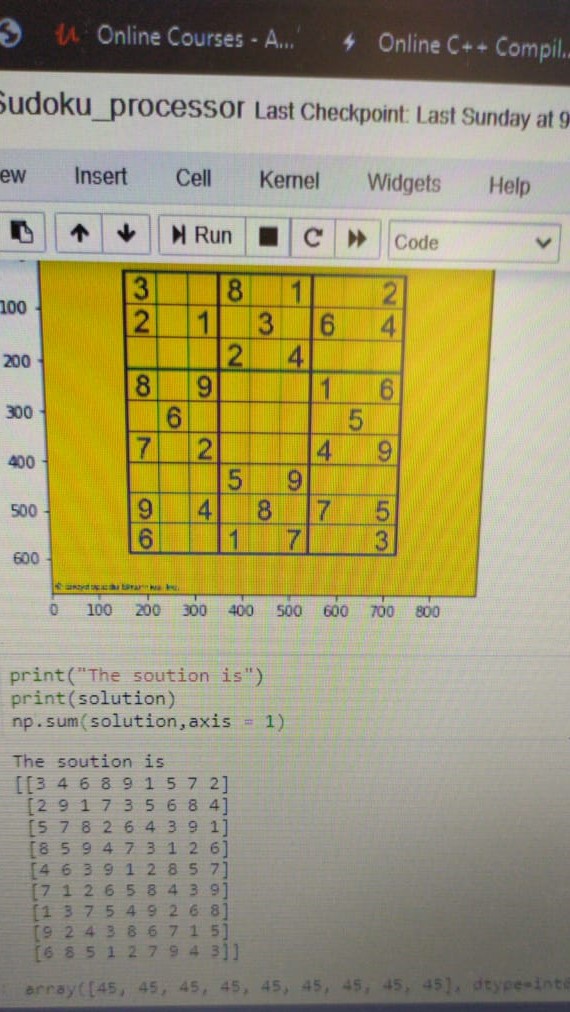 Online Courses - A... Online C++ Compil..
Sudoku_processor Last Checkpoint: Last Sunday at 9
ew Insert Cell Kernel Widgets Help
Run Code
3 8 1 2
100
2 1 3 6 4
200 2 4
8 9 1 6
300 6 5
7 2 4 9
400
5 9
500 9 4 8 7 5
6 1 7 3
600
0 100 200 300 400 500 600 700 800
print("The soution is")
print(solution)
np.sum(solution,axis = 1)
The soution is
[[3 4 6 8 9 1 5 7 2]
[2 9 1 7 3 5 6 8 4]
[5 7 8 2 6 4 3 9 1]
[8 5 9 4 7 3 1 2 6]
[4 6 3 9 1 2 8 5 7]
[7 1 2 6 5 8 4 3 9]
[1 3 7 5 4 9 2 6 8]
[9 2 4 3 8 6 7 1 5]
[6 8 5 1 2 7 9 4 3]]
array([45, 45, 45, 45, 45, 45, 45, 45, 45], dtype=int6